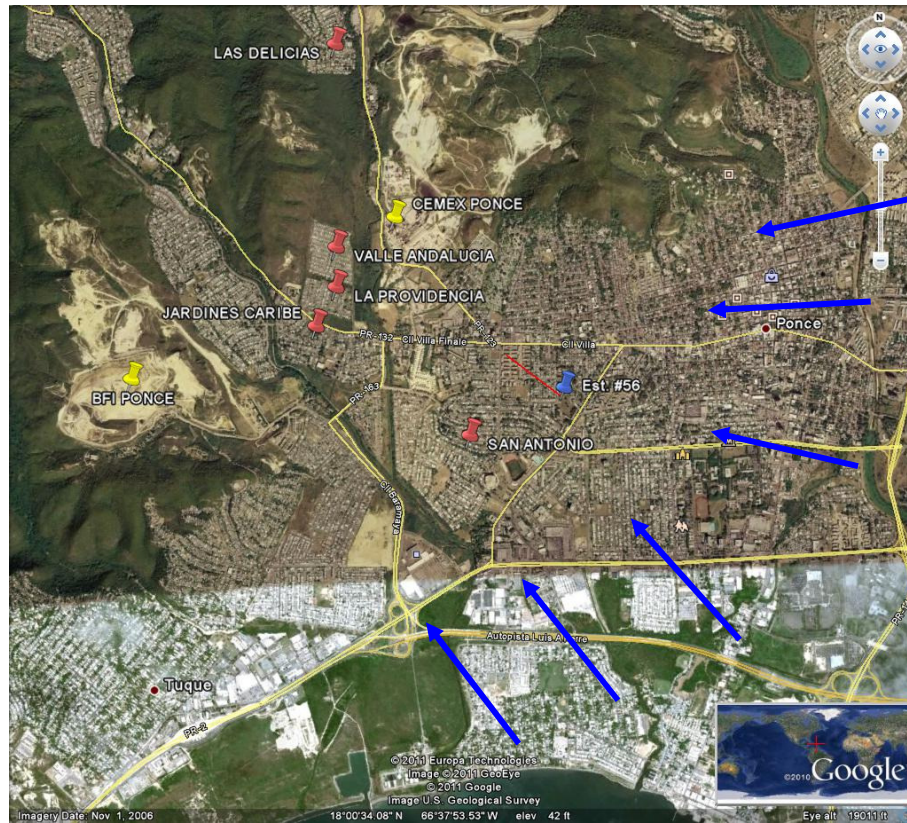 N
LAS DELICIAS
CEMEX PONCE
VALLE ANDALUCIA
LA PROVIDENCIA
JARDINES CARIBE
PR-132 Cll Villa Finale
PR-123
Cll Villa
Ponce
Est. #56
BFI PONCE
PR-163
SAN ANTONIO
Cll Baramaya
Autopista Luis A Ferre
Tuque
PR-2
© 2011 Europa Technologies
Image © 2011 GeoEye
© 2011 Google
Image U.S. Geological Survey
©2010 Google
Imagery Date: Nov 1, 2006
18°00'34.08" N 66°37'53.53" W elev 42 ft
Eye alt 19011 ft